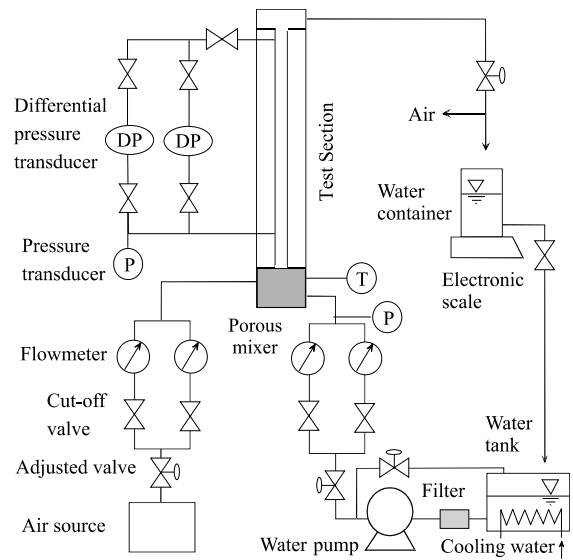 Differential
pressure
transducer
DP
DP
Test Section
Air
Water
container
Pressure
transducer
P
T
Electronic
scale
Porous
mixer
P
Flowmeter
Cut-off
valve
Water
tank
Adjusted valve
Filter
Air source
Water pump
Cooling water